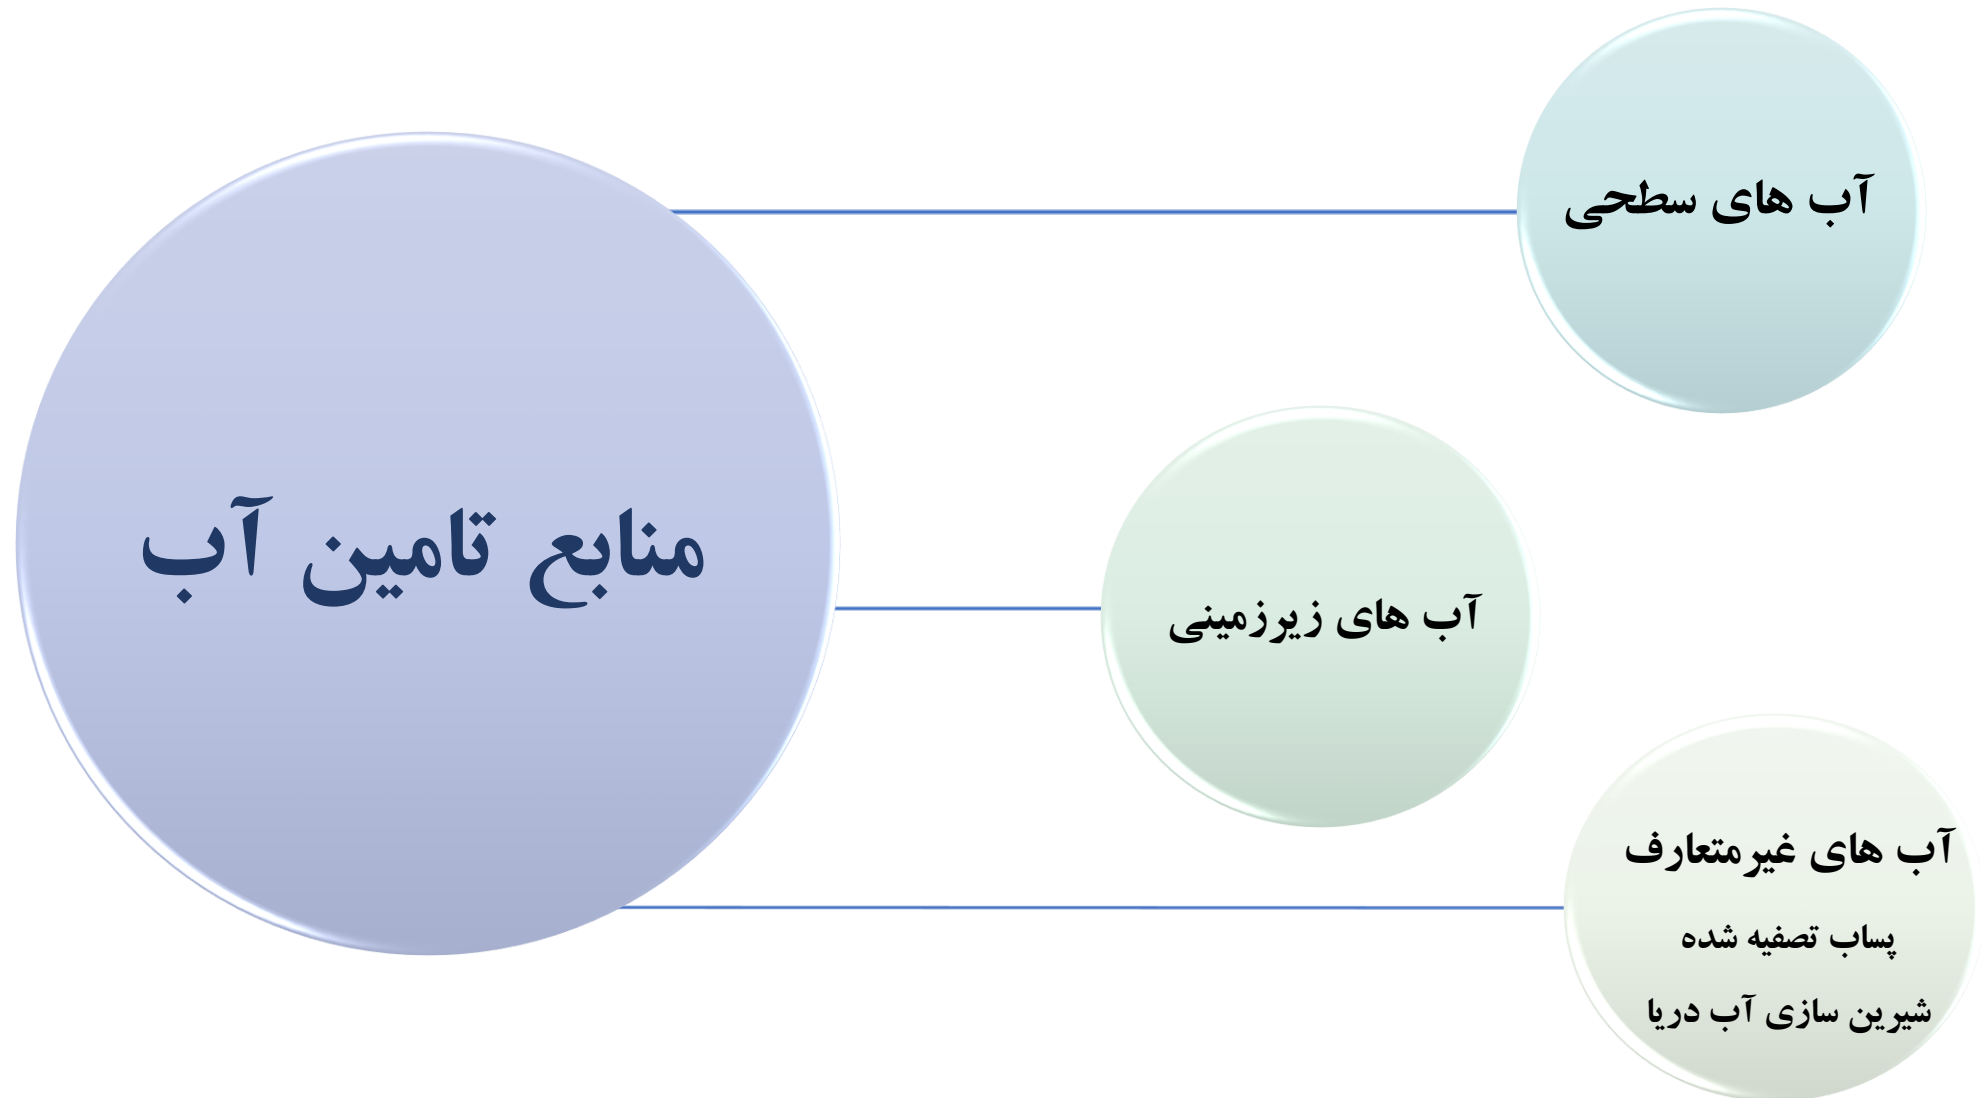 منابع تامین آب
آب های سطحی
آب های زیرزمینی
آب های غیرمتعارف
پساب تصفیه شده
شیرین سازی آب دریا